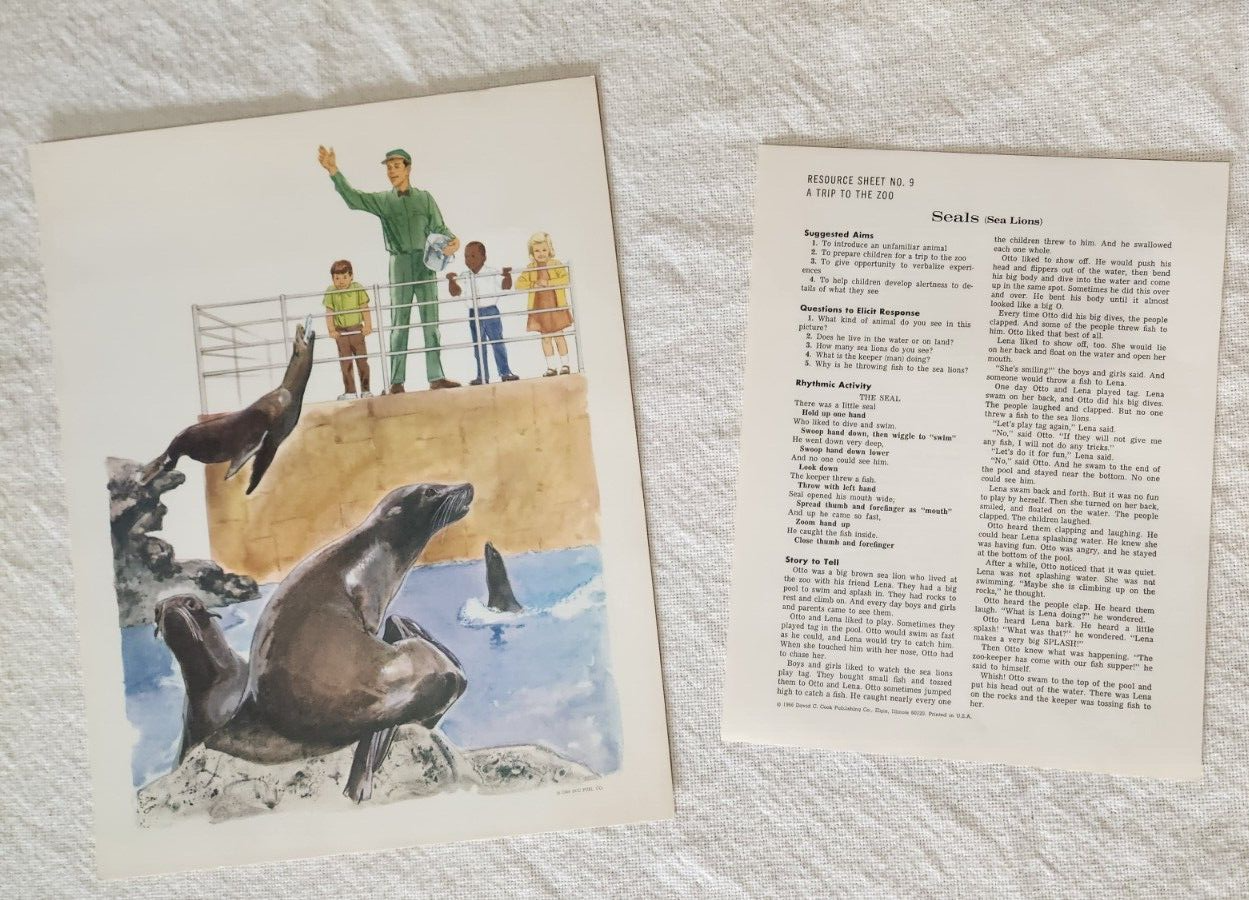 RESOURCE SHEET NO. 9
A TRIP TO THE ZOO
Seals (Sea Lions)
Suggested Aims
1. To introduce an unfamiliar animal
2. To prepare children for a trip to the zoo
3. To give opportunity to verbalize experi-
ences
4. To help children develop alertness to de-
tails of what they see
Questions to Elicit Response
1. What kind of animal do you see in this
picture?
2. Does he live in the water or on land?
3. How many sea lions do you see?
4. What is the keeper (man) doing?
5. Why is he throwing fish to the sea lions?
Rhythmic Activity
THE SEAL
There was a little seal
Hold up one hand
Who liked to dive and swim.
Swoop hand down, then wiggle to "swim"
He went down very deep,
Swoop hand down lower
And no one could see him.
Look down
The keeper threw a fish.
Throw with left hand
Seal opened his mouth wide;
Spread thumb and forefinger as "mouth"
And up he came so fast,
Zoom hand up
He caught the fish inside.
Close thumb and forefinger
Story to Tell
Otto was a big brown sea lion who lived at
the zoo with his friend Lena. They had a big
pool to swim and splash in. They had rocks to
rest and climb on. And every day boys and girls
and parents came to see them.
Otto and Lena liked to play. Sometimes they
played tag in the pool. Otto would swim as fast
as he could, and Lena would try to catch him.
When she touched him with her nose, Otto had
to chase her.
Boys and girls liked to watch the sea lions
play tag. They bought small fish and tossed
them to Otto and Lena. Otto sometimes jumped
high to catch a fish. He caught nearly every one
the children threw to him. And he swallowed
each one whole.
Otto liked to show off. He would push his
head and flippers out of the water, then bend
his big body and dive into the water and come
up in the same spot. Sometimes he did this over
and over. He bent his body until it almost
looked like a big O.
Every time Otto did his big dives, the people
clapped. And some of the people threw fish to
him. Otto liked that best of all.
Lena liked to show off, too. She would lie
on her back and float on the water and open her
mouth.
"She's smiling!" the boys and girls said. And
someone would throw a fish to Lena.
One day Otto and Lena played tag. Lena
swam on her back, and Otto did his big dives.
The people laughed and clapped. But no one
threw a fish to the sea lions.
"Let's play tag again," Lena said.
"No," said Otto. "If they will not give me
any fish, I will not do any tricks."
"Let's do it for fun," Lena said.
"No," said Otto. And he swam to the end of
the pool and stayed near the bottom. No one
could see him.
Lena swam back and forth. But it was no fun
to play by herself. Then she turned on her back,
smiled, and floated on the water. The people
clapped. The children laughed.
Otto heard them clapping and laughing. He
could hear Lena splashing water. He knew she
was having fun. Otto was angry, and he stayed
at the bottom of the pool.
After a while, Otto noticed that it was quiet.
Lena was not splashing water. She was not
swimming. "Maybe she is climbing up on the
rocks," he thought.
Otto heard the people clap. He heard them
laugh. "What is Lena doing?" he wondered.
Otto heard Lena bark. He heard a little
splash! "What was that?" he wondered. "Lena
makes a very big SPLASH!"
Then Otto knew what was happening. "The
zoo-keeper has come with our fish supper!" he
said to himself.
Whish! Otto swam to the top of the pool and
put his head out of the water. There was Lena
on the rocks and the keeper was tossing fish to
her.
© 1966 David C. Cook Publishing Co., Elgin, Illinois 60120. Printed in U.S.A.